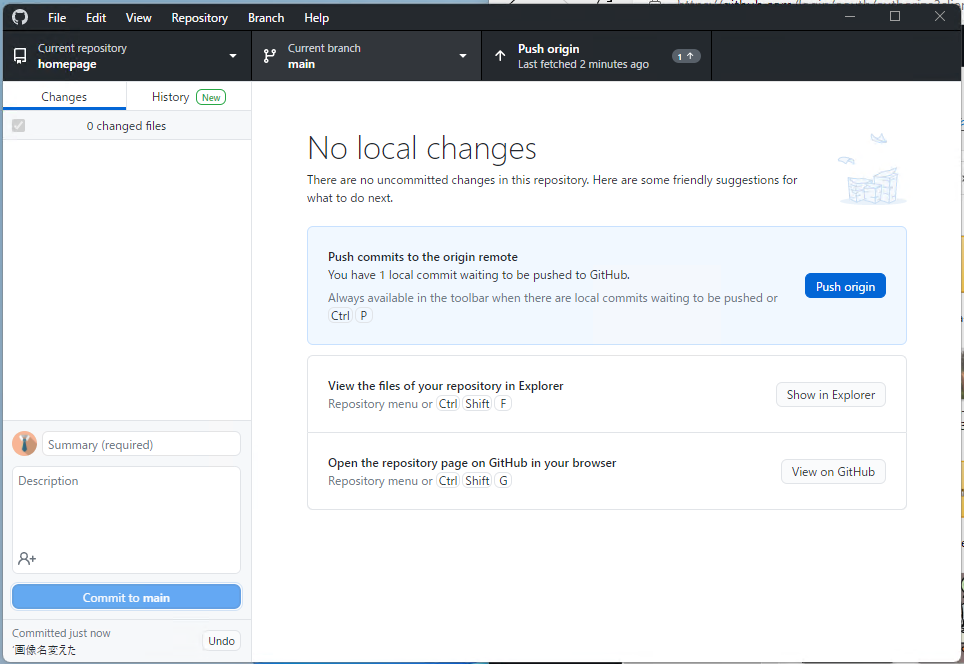 File Edit View Repository Branch Help
Current repository
homepage
Current branch
main
Push origin
Last fetched 2 minutes ago
1
Changes
History New
0 changed files
No local changes
There are no uncommitted changes in this repository. Here are some friendly suggestions for
what to do next.
Push commits to the origin remote
You have 1 local commit waiting to be pushed to GitHub.
Always available in the toolbar when there are local commits waiting to be pushed or
Ctrl P
Push origin
View the files of your repository in Explorer
Repository menu or Ctrl Shift F
Show in Explorer
Open the repository page on GitHub in your browser
Repository menu or Ctrl Shift G
View on GitHub
Summary (required)
Description
Commit to main
Committed just now
'画像名変えた
Undo